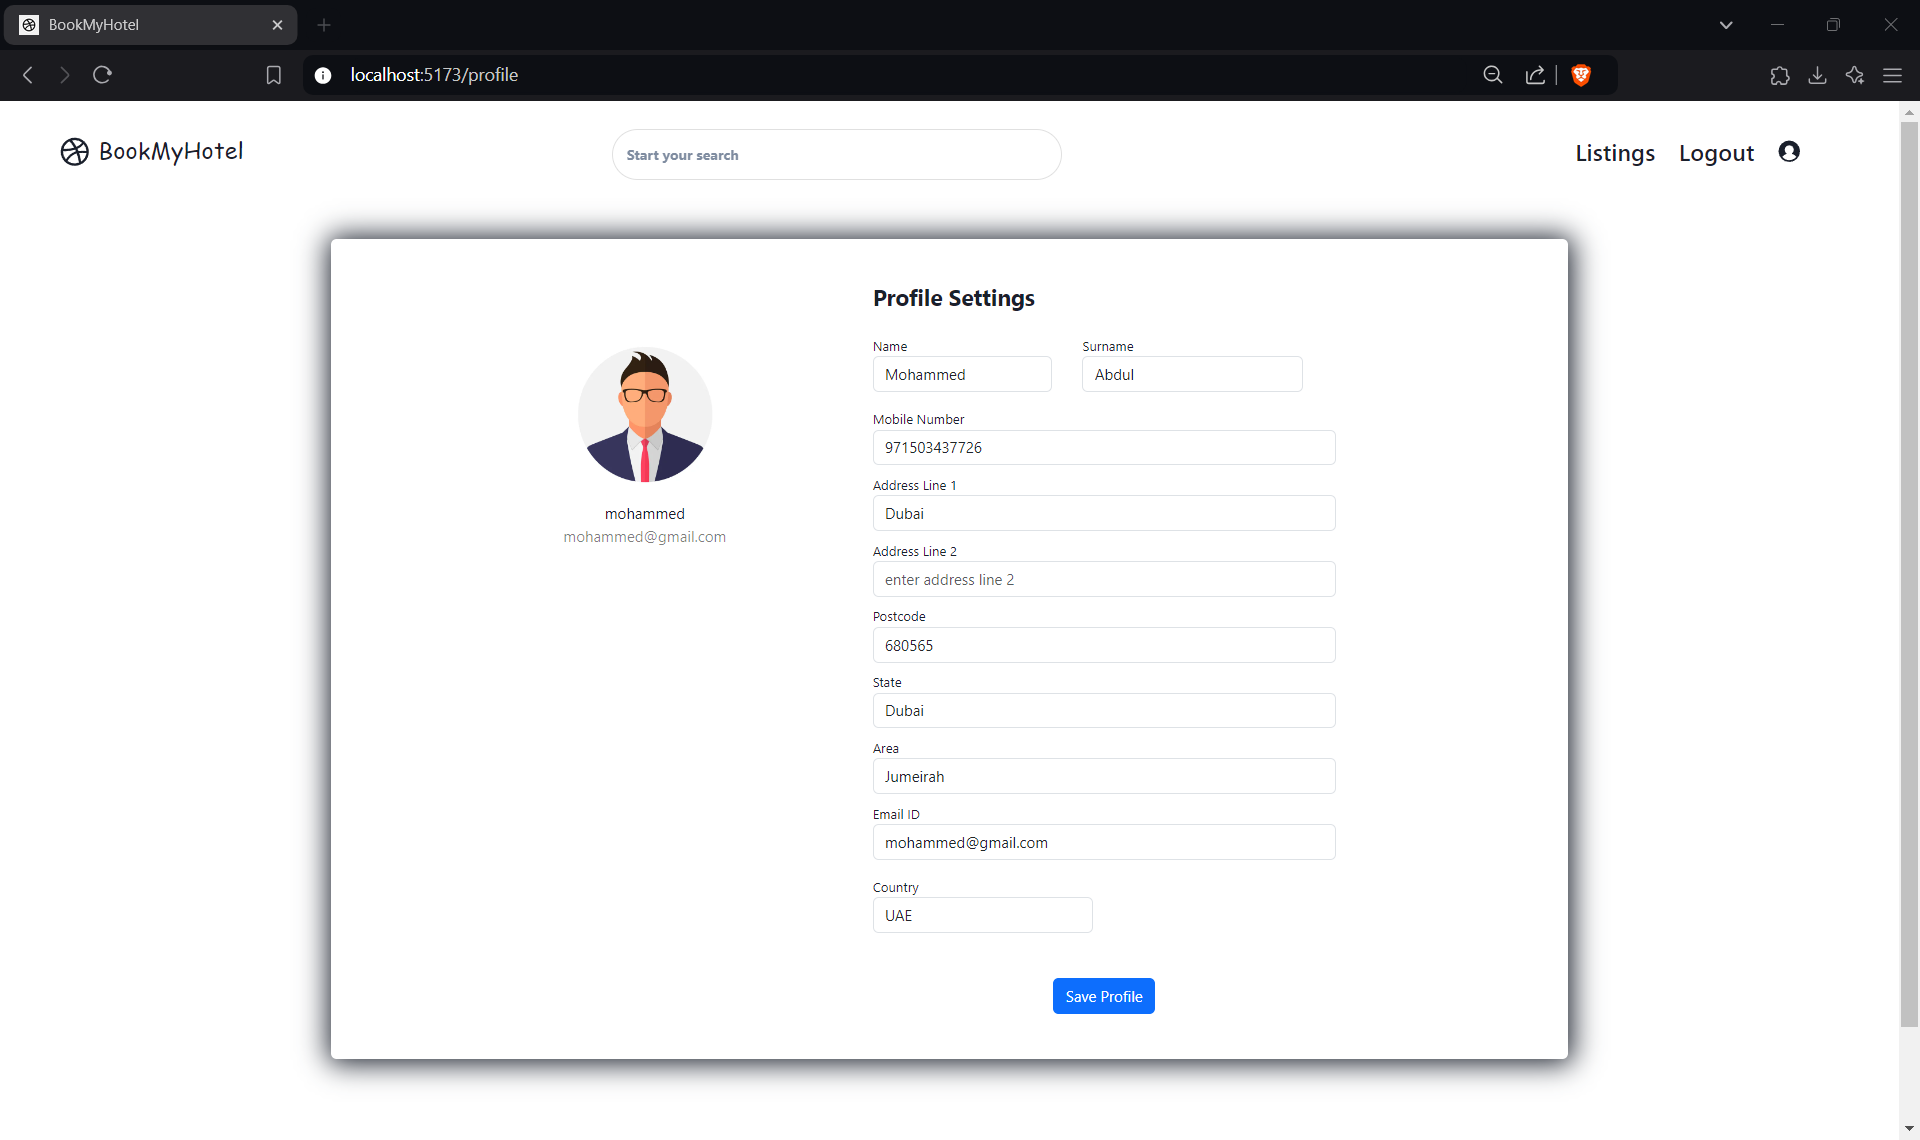 BookMyHotel
localhost:5173/profile
BookMyHotel
Start your search
Listings
Logout
Profile Settings
mohammed
mohammed@gmail.com
Name
Surname
Mohammed
Abdul
Mobile Number
971503437726
Address Line 1
Dubai
Address Line 2
enter address line 2
Postcode
680565
State
Dubai
Area
Jumeirah
Email ID
mohammed@gmail.com
Country
UAE
Save Profile